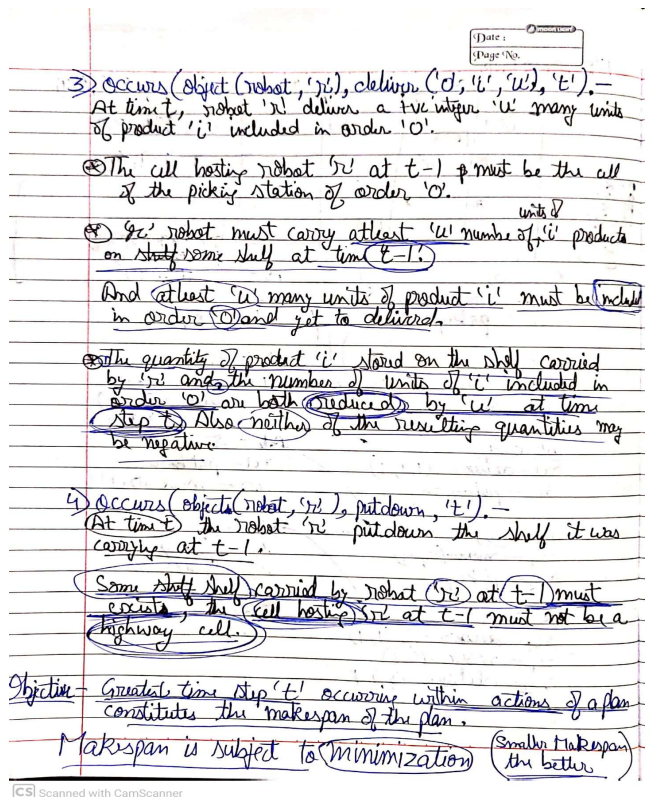 Date :
Page No.
3) occurs (object (robot, 'r'), deliver ('o', 'i', 'u'), 't'). –
At time t, robot 'r' delivers a +ve integer 'u' many units
of product 'i' included in order 'O'.
The cell hosting robot 'r' at t-1 must be the cell
of the picking station of order 'O'.
units of
'r' robot must carry atleast 'u' numbe of 'i' products
on some shelf at time t-1.
And atleast 'u' many units of product 'i' must be includ
in order 'O' and yet to deliverd.
The quantity of product 'i' stored on the shelf carried
by 'r' and the number of units of 'i' included in
order 'O' are both reduced by 'u' at time
step t. Also neither of the resulting quantities may
be negative.
4) occurs (objects (robot, 'r'), putdown, 't'). –
At time t the robot 'r' putdown the shelf it was
carrying at t-1.
Some shelf carried by robot 'r' at t-1 must
exists, the cell hosting 'r' at t-1 must not be a
highway cell.
Objective – Greatest time step 't' occurring within actions of a plan
constitutes the makespan of the plan.
Makespan is subject to minimization (Smaller Makespan
the better)
CS Scanned with CamScanner